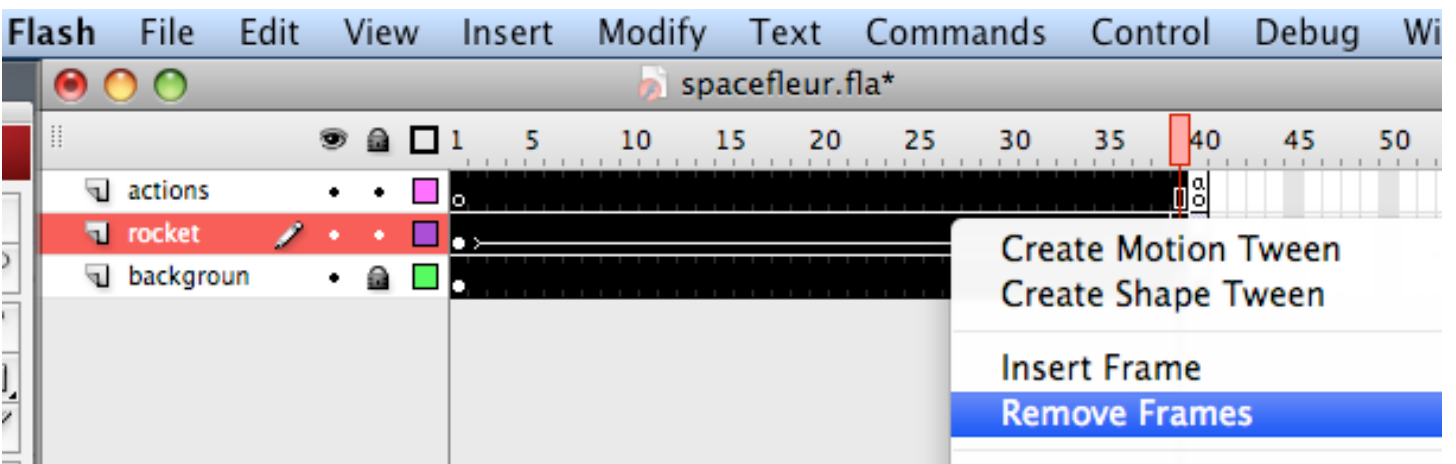 Flash File Edit View Insert Modify Text Commands Control Debug Wi
spacefleur.fla*
1 5 10 15 20 25 30 35 40 45 50
actions
a
rocket
backgroun
Create Motion Tween
Create Shape Tween
Insert Frame
Remove Frames